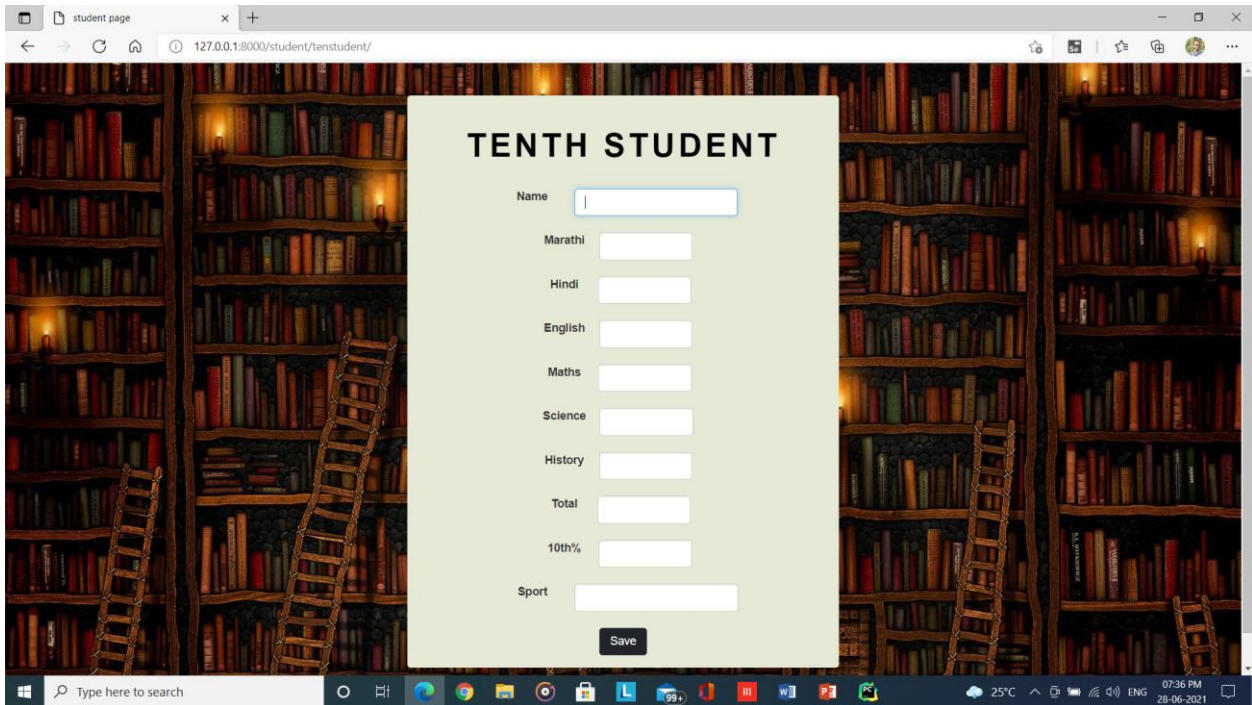 student page
127.0.0.1:8000/student/tenstudent/
TENTH STUDENT
Name
Marathi
Hindi
English
Maths
Science
History
Total
10th%
Sport
Save
Type here to search
99+
25°C
ENG
07:36 PM
28-06-2021